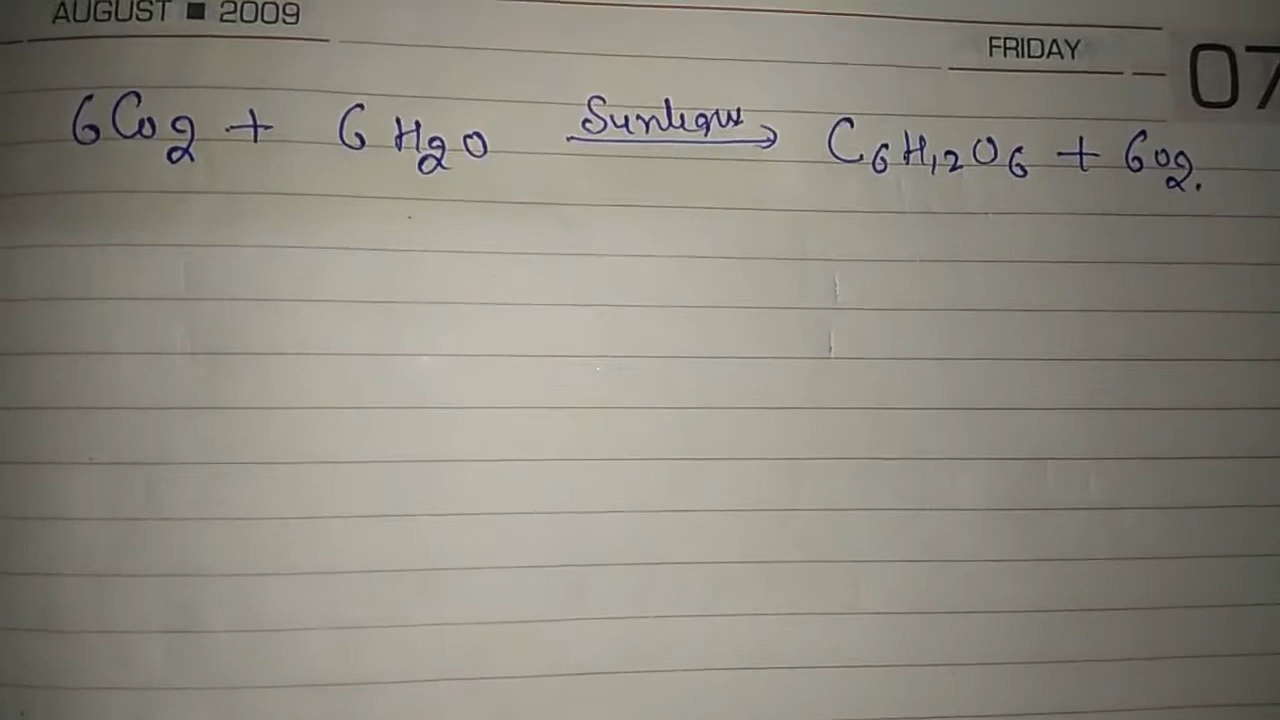 AUGUST ■ 2009
FRIDAY 07
6Co2 + 6H2O Sunlight → C6H12O6 + 6o2.